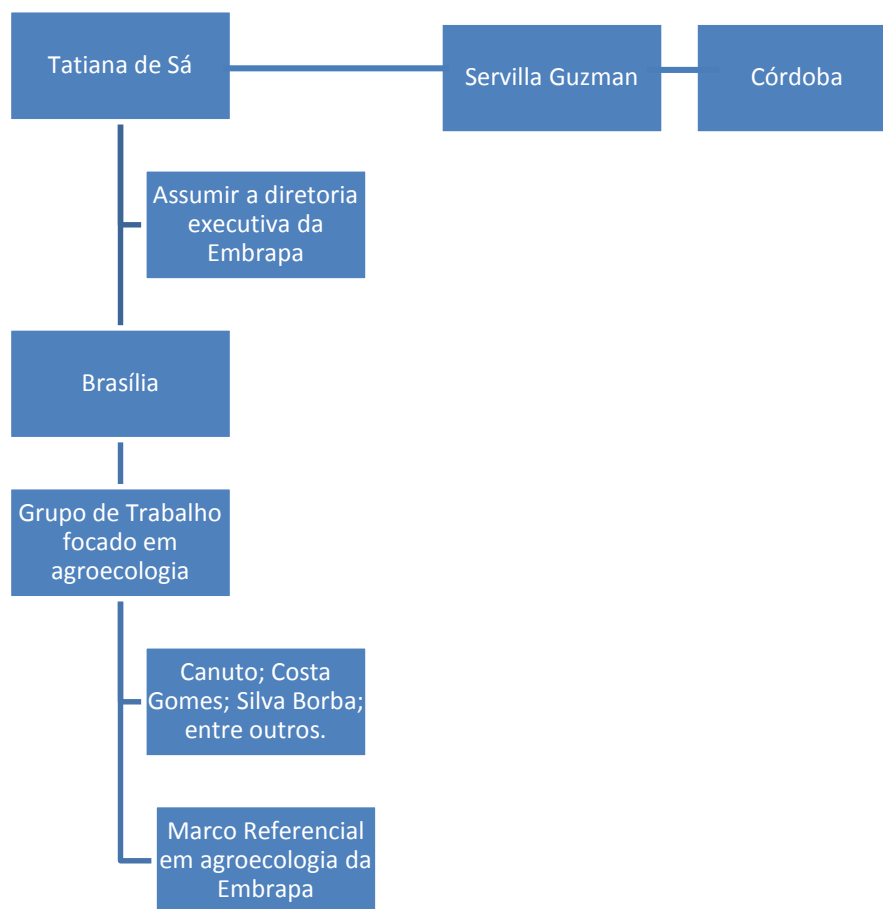 Tatiana de Sá
Servilla Guzman
Córdoba
Assumir a diretoria
executiva da
Embrapa
Brasília
Grupo de Trabalho
focado em
agroecologia
Canuto; Costa
Gomes; Silva Borba;
entre outros.
Marco Referencial
em agroecologia da
Embrapa